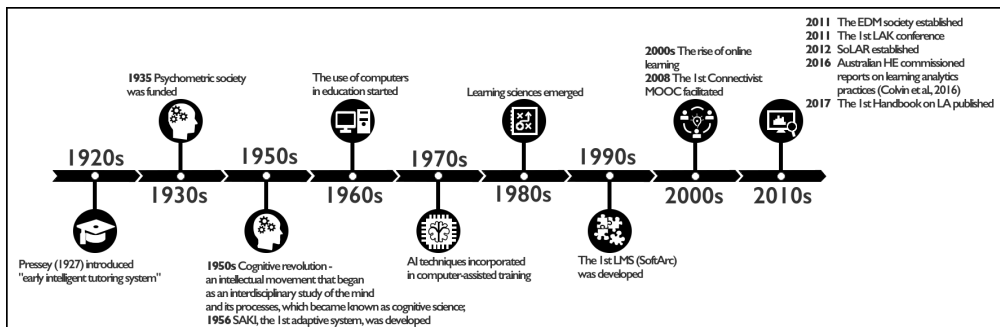 1920s
Pressey (1927) introduced
"early intelligent tutoring system"
1935 Psychometric society
was funded
1930s
1950s
1950s Cognitive revolution -
an intellectual movement that began
as an interdisciplinary study of the mind
and its processes, which became known as cognitive science;
1956 SAKI, the 1st adaptive system, was developed
The use of computers
in education started
1960s
1970s
AI techniques incorporated
in computer-assisted training
Learning sciences emerged
1980s
1990s
The 1st LMS (SoftArc)
was developed
2000s The rise of online
learning
2008 The 1st Connectivist
MOOC facilitated
2000s
2011 The EDM society established
2011 The 1st LAK conference
2012 SoLAR established
2016 Australian HE commissioned
reports on learning analytics
practices (Colvin et al., 2016)
2017 The 1st Handbook on LA published
2010s